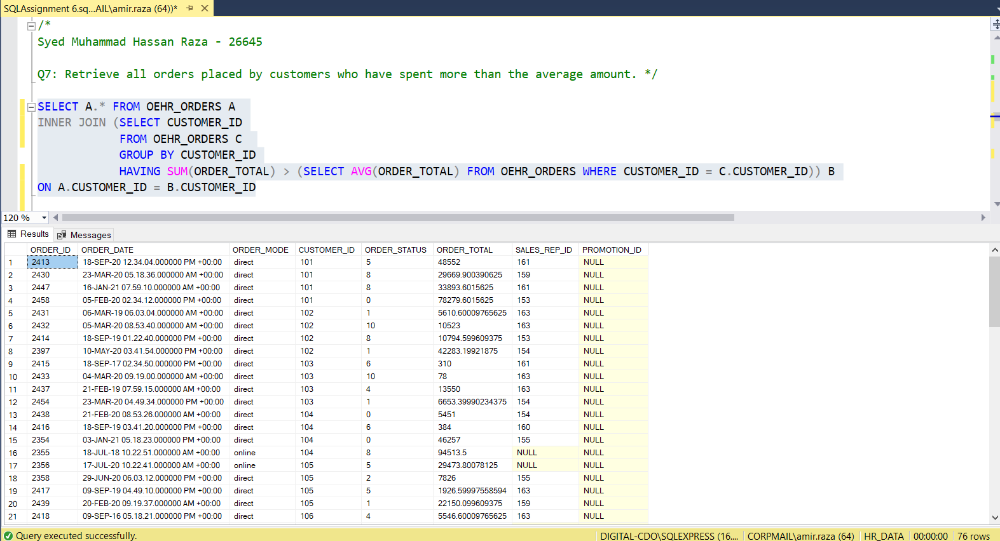 SQLAssignment 6.sq...AIL\amir.raza (64))*
/*
Syed Muhammad Hassan Raza - 26645
Q7: Retrieve all orders placed by customers who have spent more than the average amount. */
SELECT A.* FROM OEHR_ORDERS A
INNER JOIN (SELECT CUSTOMER_ID
FROM OEHR_ORDERS C
GROUP BY CUSTOMER_ID
HAVING SUM(ORDER_TOTAL) > (SELECT AVG(ORDER_TOTAL) FROM OEHR_ORDERS WHERE CUSTOMER_ID = C.CUSTOMER_ID)) B
ON A.CUSTOMER_ID = B.CUSTOMER_ID
120 %
Results Messages
ORDER_ID ORDER_DATE ORDER_MODE CUSTOMER_ID ORDER_STATUS ORDER_TOTAL SALES_REP_ID PROMOTION_ID
1 2413 18-SEP-20 12.34.04.000000 PM +00:00 direct 101 5 48552 161 NULL
2 2430 23-MAR-20 05.18.36.000000 AM +00:00 direct 101 8 29669.900390625 159 NULL
3 2447 16-JAN-21 07.59.10.000000 AM +00:00 direct 101 8 33893.6015625 161 NULL
4 2458 05-FEB-20 02.34.12.000000 PM +00:00 direct 101 0 78279.6015625 153 NULL
5 2431 06-MAR-19 06.03.04.000000 AM +00:00 direct 102 1 5610.60009765625 163 NULL
6 2432 05-MAR-20 08.53.40.000000 AM +00:00 direct 102 10 10523 163 NULL
7 2414 18-SEP-19 01.22.40.000000 PM +00:00 direct 102 8 10794.599609375 153 NULL
8 2397 10-MAY-20 03.41.54.000000 PM +00:00 direct 102 1 42283.19921875 154 NULL
9 2415 18-SEP-17 02.34.50.000000 PM +00:00 direct 103 6 310 161 NULL
10 2433 04-MAR-20 09.19.00.000000 AM +00:00 direct 103 10 78 163 NULL
11 2437 21-FEB-19 07.59.15.000000 AM +00:00 direct 103 4 13550 163 NULL
12 2454 23-MAR-20 04.49.34.000000 PM +00:00 direct 103 1 6653.39990234375 154 NULL
13 2438 21-FEB-20 08.53.26.000000 AM +00:00 direct 104 0 5451 154 NULL
14 2416 18-SEP-19 03.41.20.000000 PM +00:00 direct 104 6 384 160 NULL
15 2354 03-JAN-21 05.18.23.000000 PM +00:00 direct 104 0 46257 155 NULL
16 2355 18-JUL-18 10.22.51.000000 AM +00:00 online 104 8 94513.5 NULL NULL
17 2356 17-JUL-20 10.22.41.000000 AM +00:00 online 105 5 29473.80078125 NULL NULL
18 2358 29-JUN-20 06.03.12.000000 PM +00:00 direct 105 2 7826 155 NULL
19 2417 09-SEP-19 04.49.10.000000 PM +00:00 direct 105 5 1926.59997558594 163 NULL
20 2439 20-FEB-20 09.19.37.000000 AM +00:00 direct 105 1 22150.099609375 159 NULL
21 2418 09-SEP-16 05.18.21.000000 PM +00:00 direct 106 4 5546.60009765625 163 NULL
Query executed successfully. DIGITAL-CDO\SQLEXPRESS (16.... CORPMAIL\amir.raza (64) HR_DATA 00:00:00 76 rows